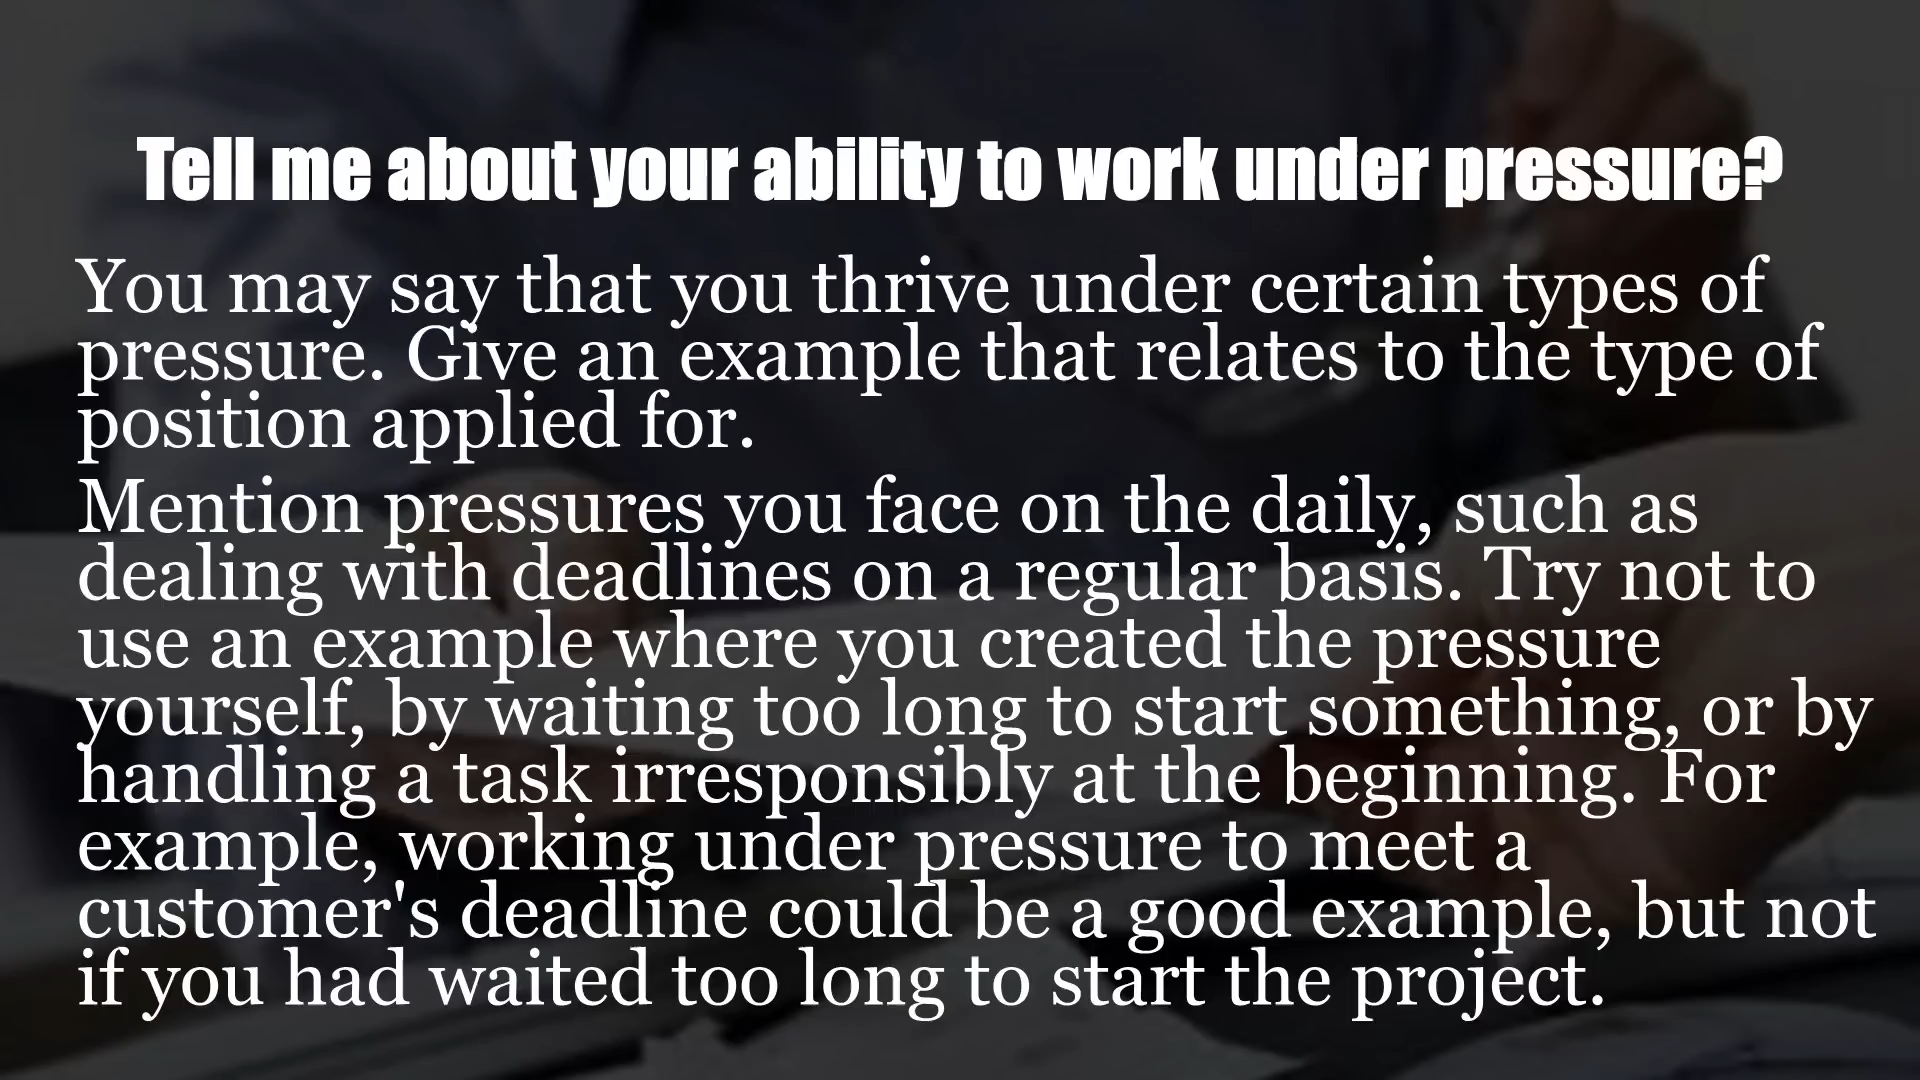 Tell me about your ability to work under pressure?
You may say that you thrive under certain types of
pressure. Give an example that relates to the type of
position applied for.
Mention pressures you face on the daily, such as
dealing with deadlines on a regular basis. Try not to
use an example where you created the pressure
yourself, by waiting too long to start something, or by
handling a task irresponsibly at the beginning. For
example, working under pressure to meet a
customer's deadline could be a good example, but not
if you had waited too long to start the project.